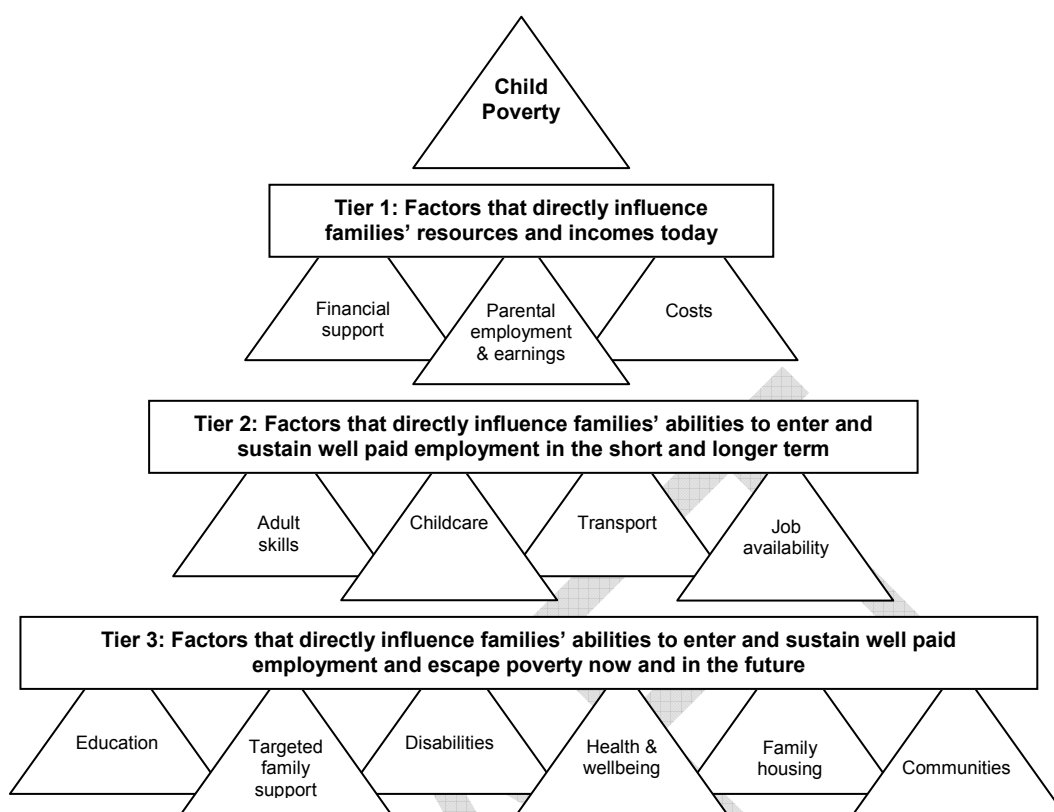 Child
Poverty
Tier 1: Factors that directly influence
families’ resources and incomes today
Financial
support
Parental
employment
& earnings
Costs
Tier 2: Factors that directly influence families’ abilities to enter and
sustain well paid employment in the short and longer term
Adult
skills
Childcare
Transport
Job
availability
Tier 3: Factors that directly influence families’ abilities to enter and sustain well paid
employment and escape poverty now and in the future
Education
Targeted
family
support
Disabilities
Health &
wellbeing
Family
housing
Communities